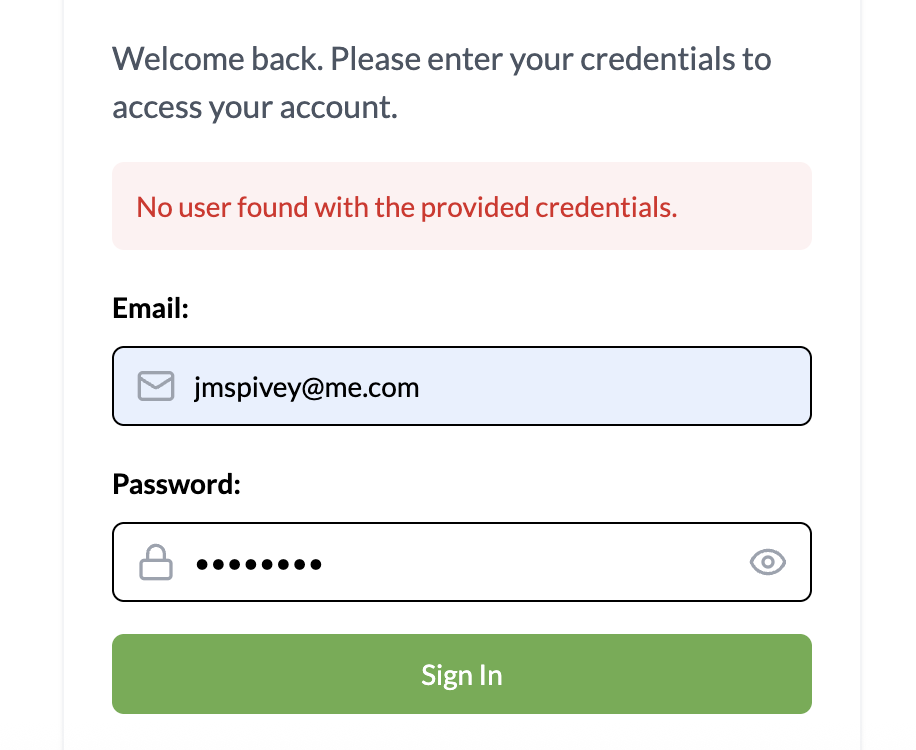 Welcome back. Please enter your credentials to
access your account.
No user found with the provided credentials.
Email:
jmspivey@me.com
Password:
••••••••
Sign In